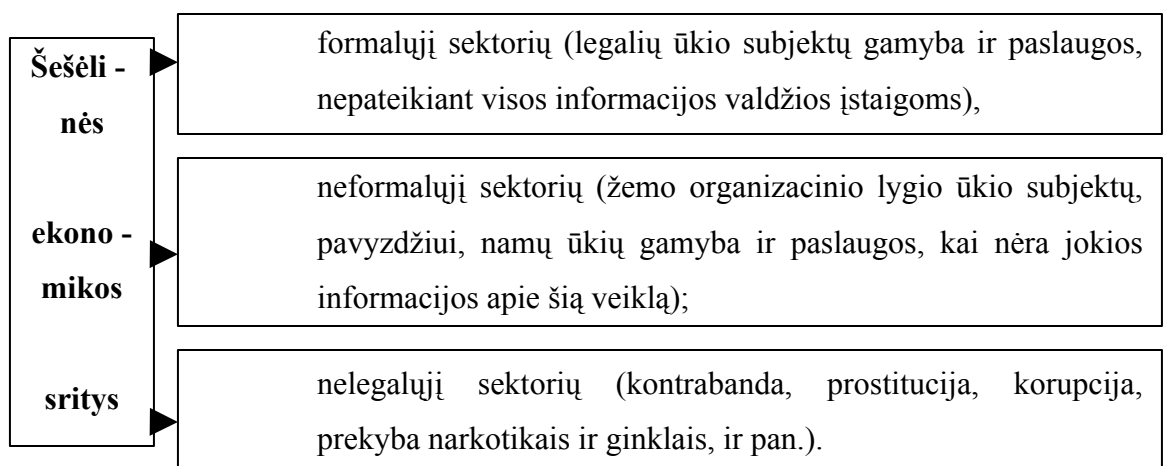 Šešėli -
nės
ekono -
mikos
sritys
formalųjį sektorių (legalių ūkio subjektų gamyba ir paslaugos,
nepateikiant visos informacijos valdžios įstaigoms),
neformalųjį sektorių (žemo organizacinio lygio ūkio subjektų,
pavyzdžiui, namų ūkių gamyba ir paslaugos, kai nėra jokios
informacijos apie šią veiklą);
nelegalųjį sektorių (kontrabanda, prostitucija, korupcija,
prekyba narkotikais ir ginklais, ir pan.).